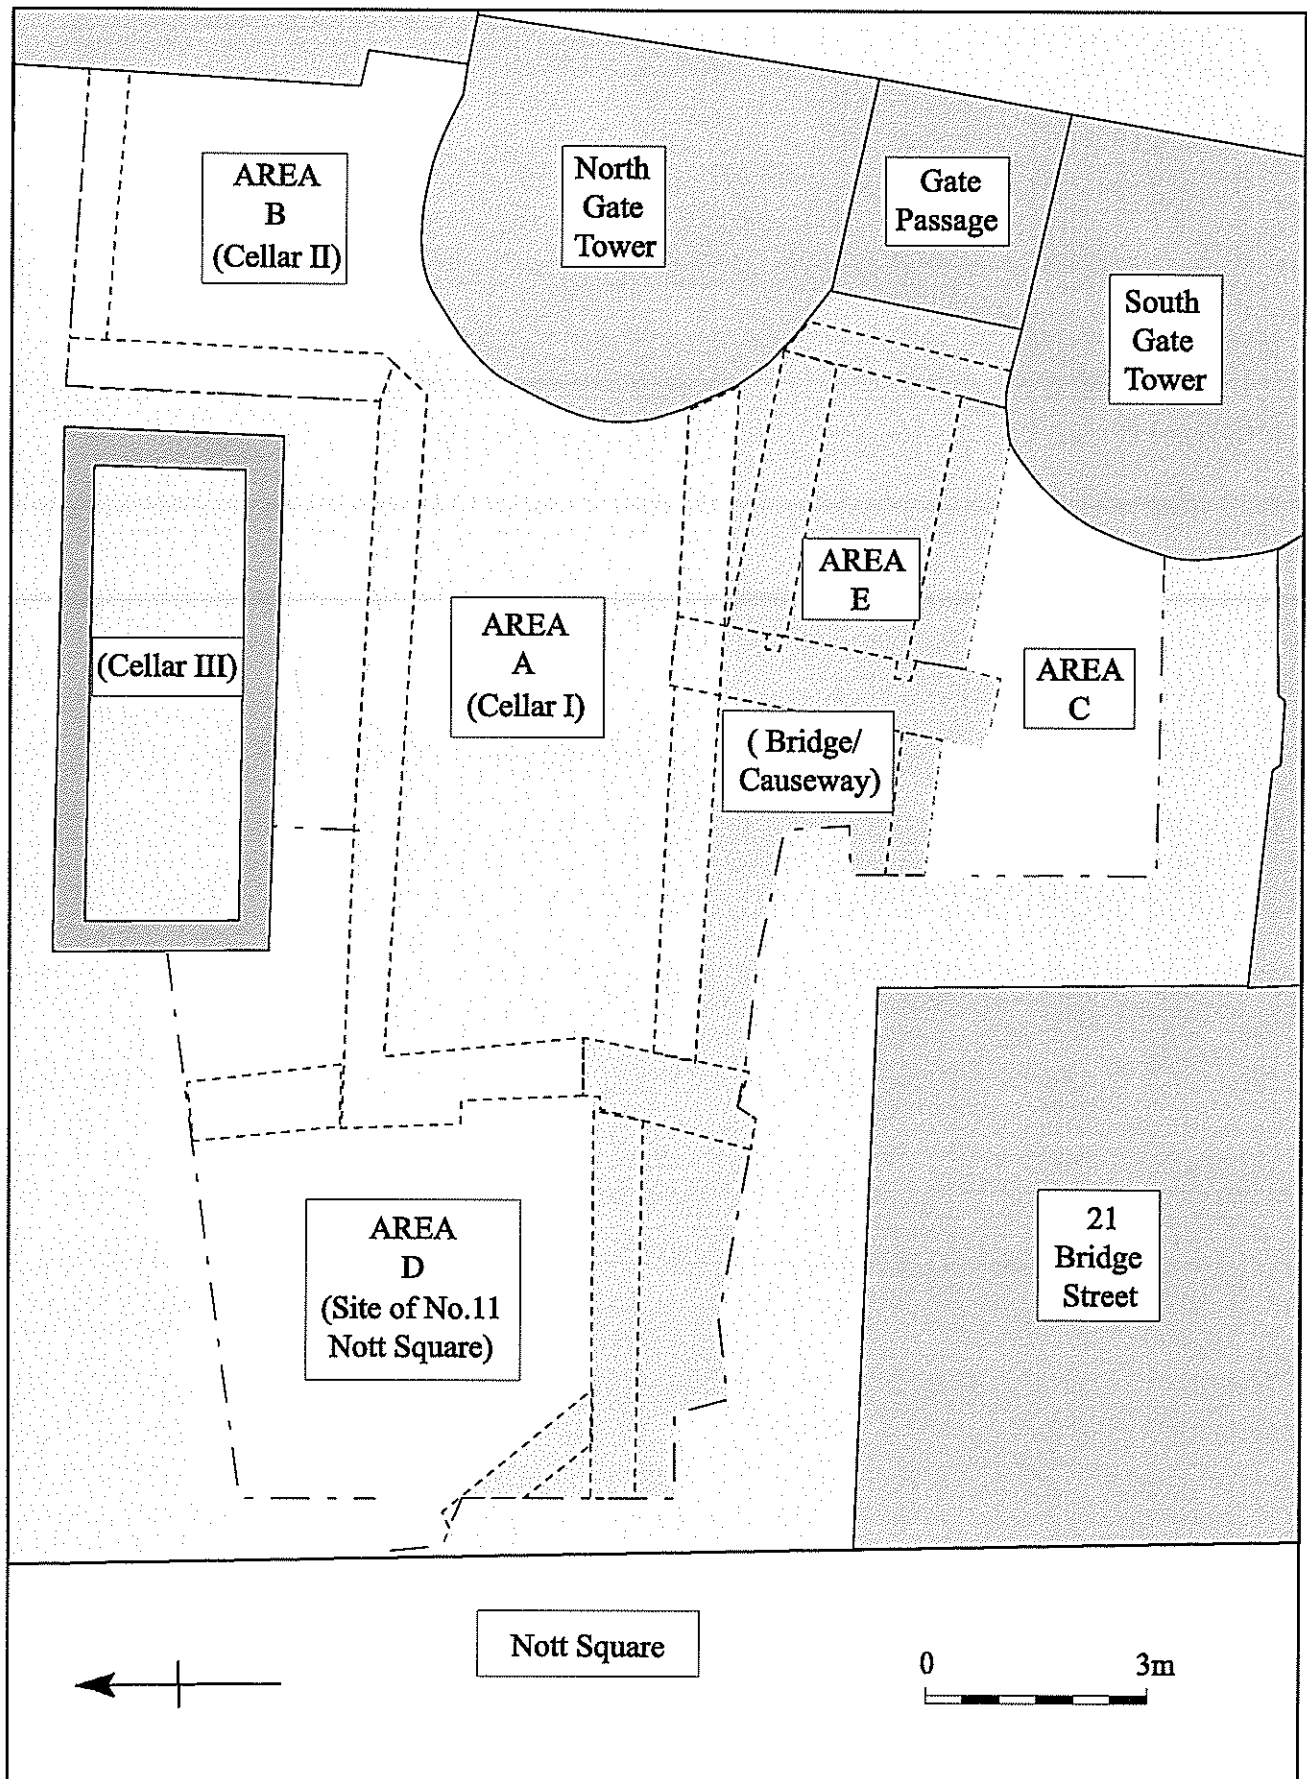 AREA
B
(Cellar II)
North
Gate
Tower
Gate
Passage
South
Gate
Tower
AREA
E
AREA
A
(Cellar I)
(Cellar III)
AREA
C
( Bridge/
Causeway)
AREA
D
(Site of No.11
Nott Square)
21
Bridge
Street
Nott Square
0 3m